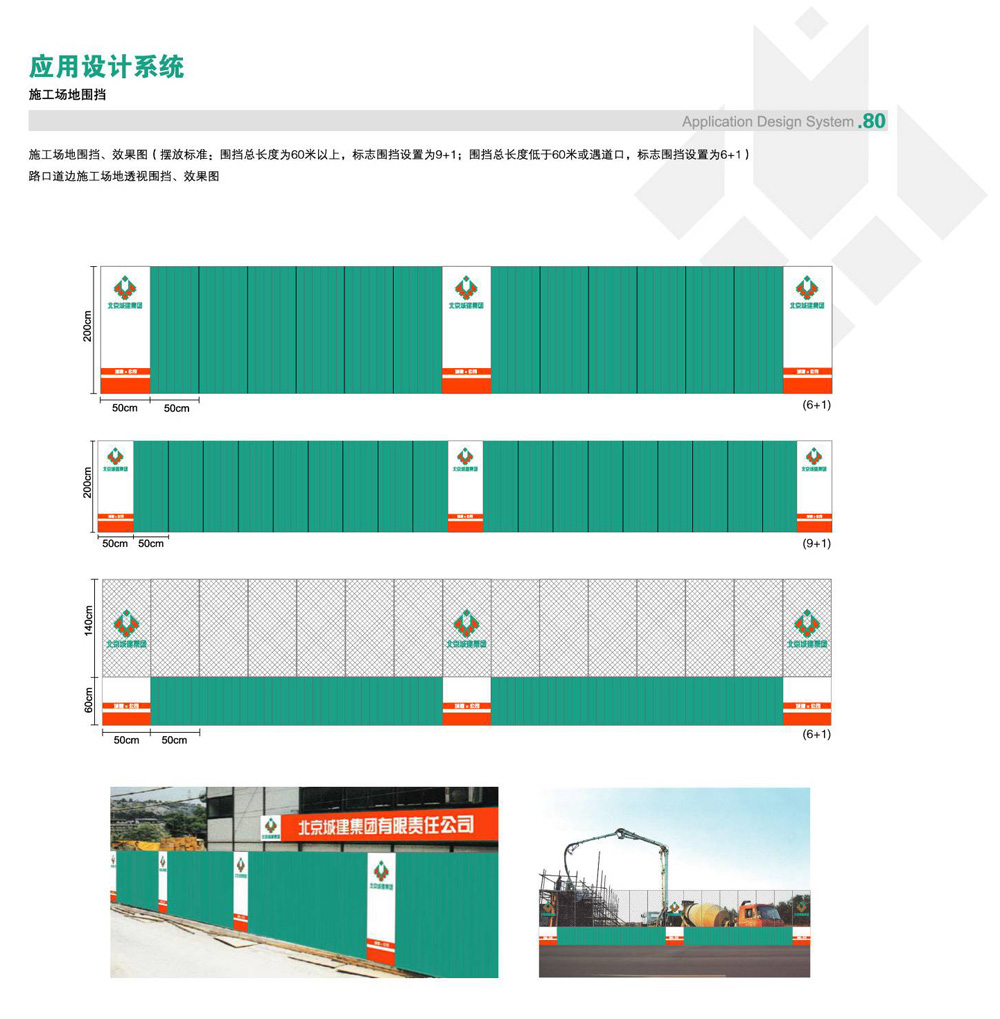 应用设计系统
施工场地围挡
Application Design System .80
施工场地围挡、效果图（摆放标准：围挡总长度为60米以上，标志围挡设置为9+1；围挡总长度低于60米或遇道口，标志围挡设置为6+1）
路口道边施工场地透视围挡、效果图
北京城建集团 北京城建集团 北京城建集团
200cm
50cm 50cm
(6+1)
北京城建集团 北京城建集团 北京城建集团
200cm
50cm 50cm
(9+1)
140cm
北京城建集团 北京城建集团 北京城建集团
60cm
50cm 50cm
(6+1)
北京城建集团有限责任公司
北京城建集团